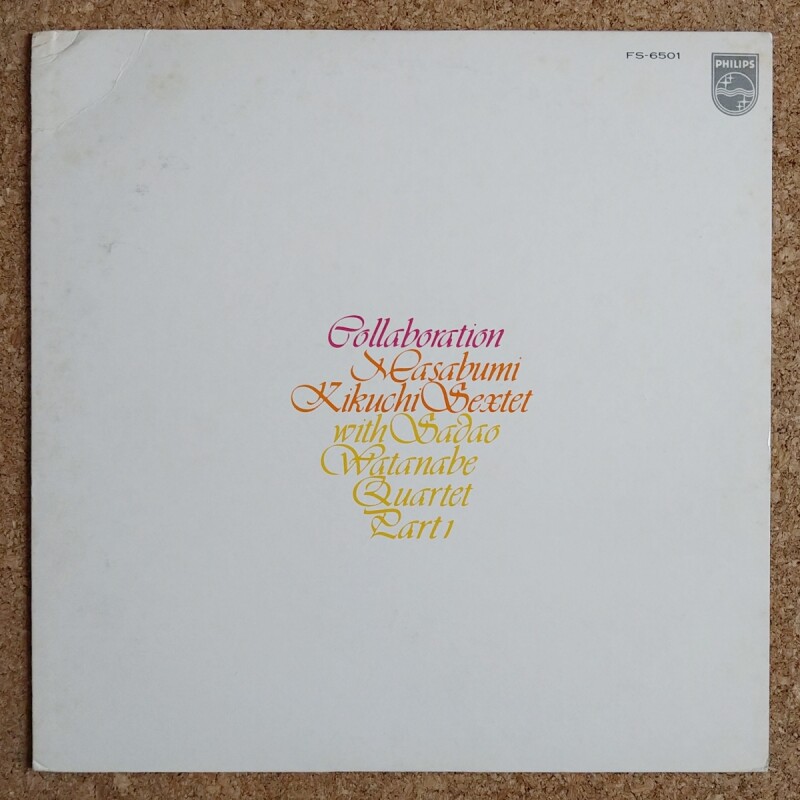 FS-6501
PHILIPS
Collaboration
Masabumi
Kikuchi Sextet
with Sadao
Watanabe
Quartet
Part 1